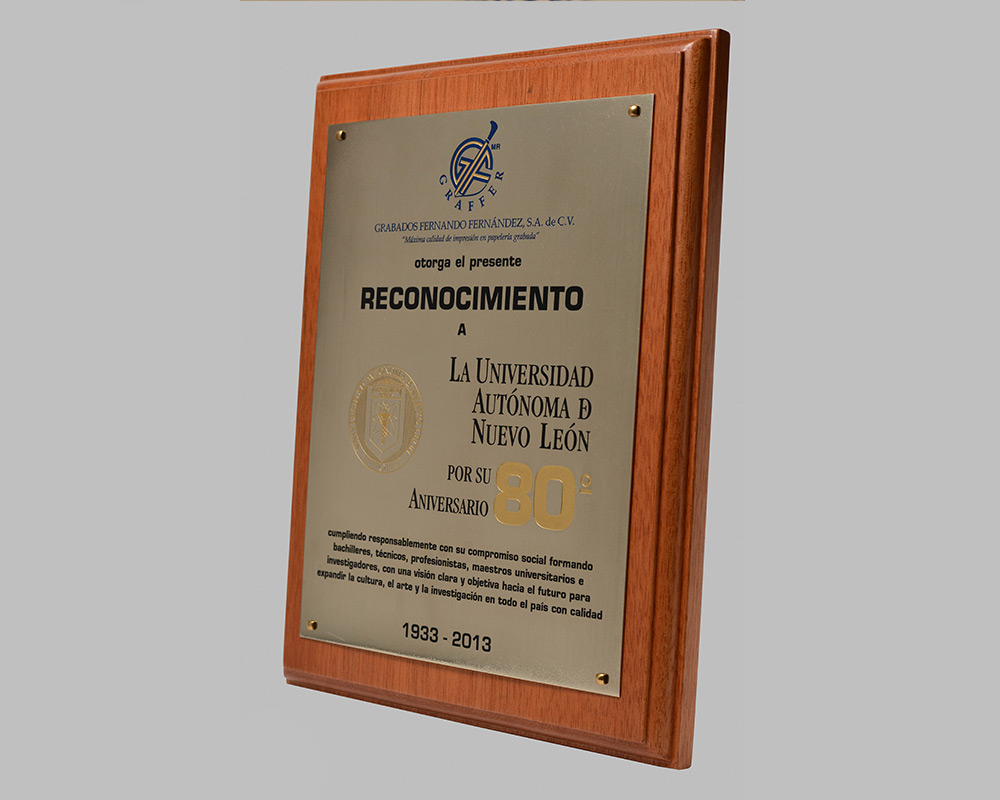 GRAFFER MR
GRABADOS FERNANDO FERNÁNDEZ, S.A. de C.V.
"Máxima calidad de impresión en papelería grabada"
otorga el presente
RECONOCIMIENTO
A
LA UNIVERSIDAD
AUTÓNOMA DE
NUEVO LEÓN
POR SU 80º
ANIVERSARIO
cumpliendo responsablemente con su compromiso social formando
bachilleres, técnicos, profesionistas, maestros universitarios e
investigadores, con una visión clara y objetiva hacia el futuro para
expandir la cultura, el arte y la investigación en todo el país con calidad
1933 - 2013